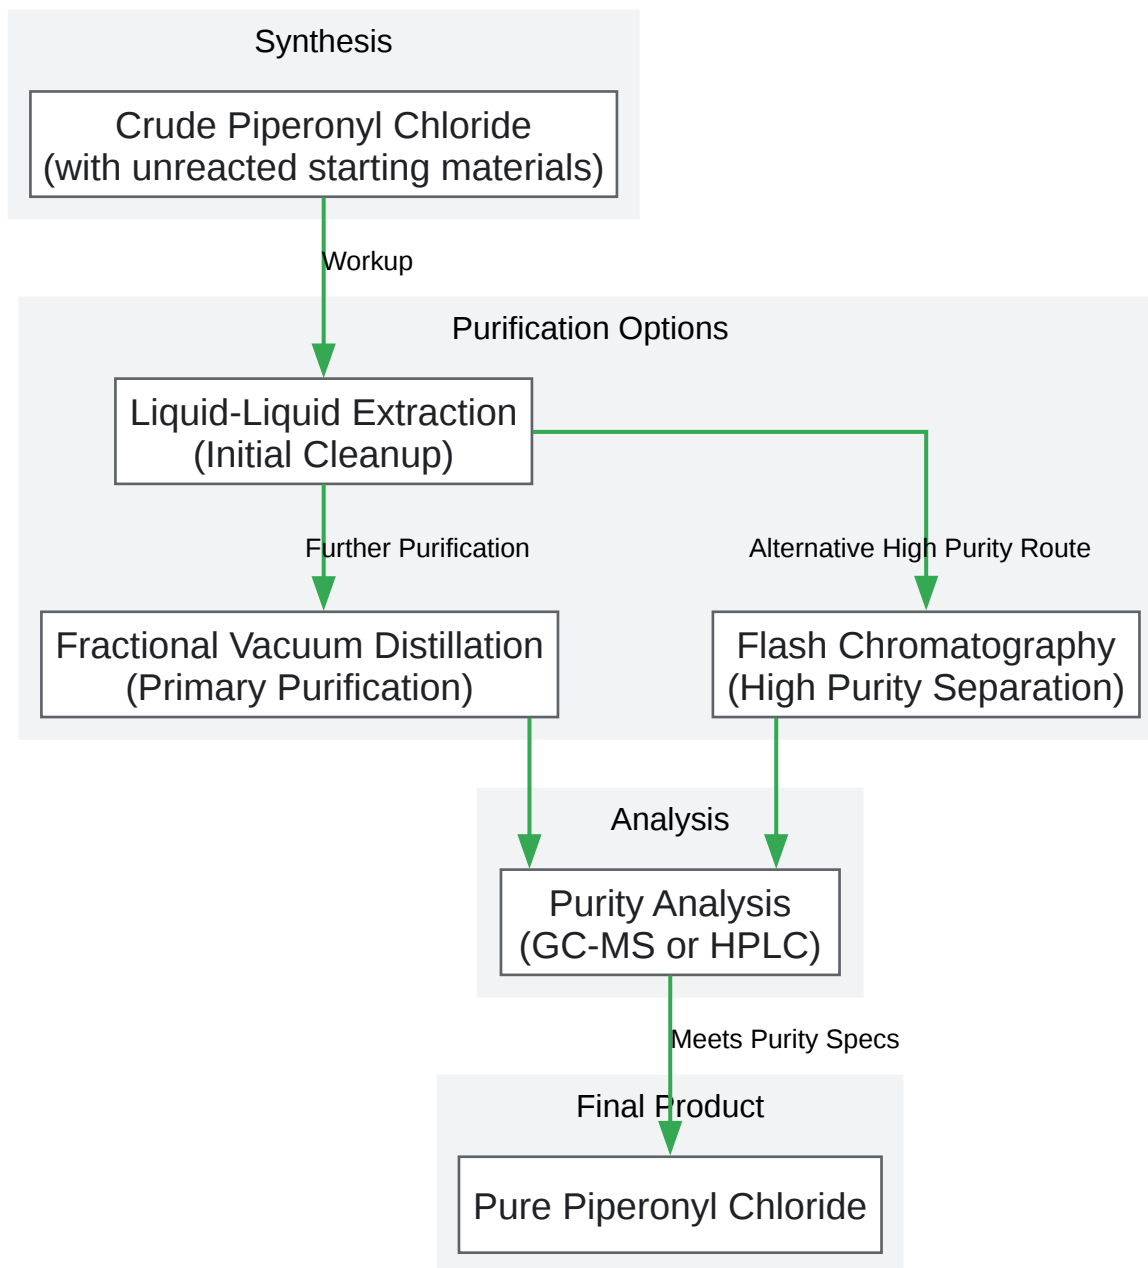 Synthesis
Crude Piperonyl Chloride
(with unreacted starting materials)
Workup
Purification Options
Liquid-Liquid Extraction
(Initial Cleanup)
Further Purification
Alternative High Purity Route
Fractional Vacuum Distillation
(Primary Purification)
Flash Chromatography
(High Purity Separation)
Analysis
Purity Analysis
(GC-MS or HPLC)
Meets Purity Specs
Final Product
Pure Piperonyl Chloride